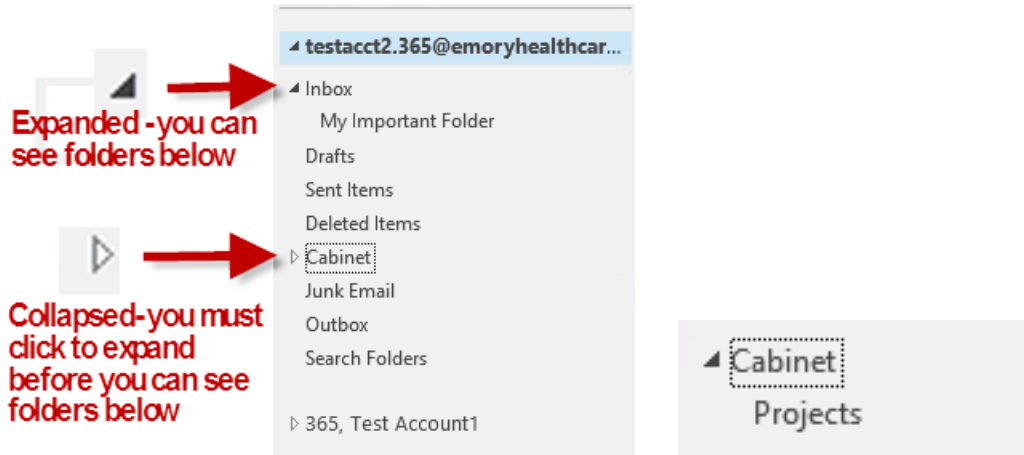 Expanded -you can
see folders below
Collapsed-you must
click to expand
before you can see
folders below
testacct2.365@emoryhealthcar...
Inbox
My Important Folder
Drafts
Sent Items
Deleted Items
Cabinet
Junk Email
Outbox
Search Folders
365, Test Account1
Cabinet
Projects